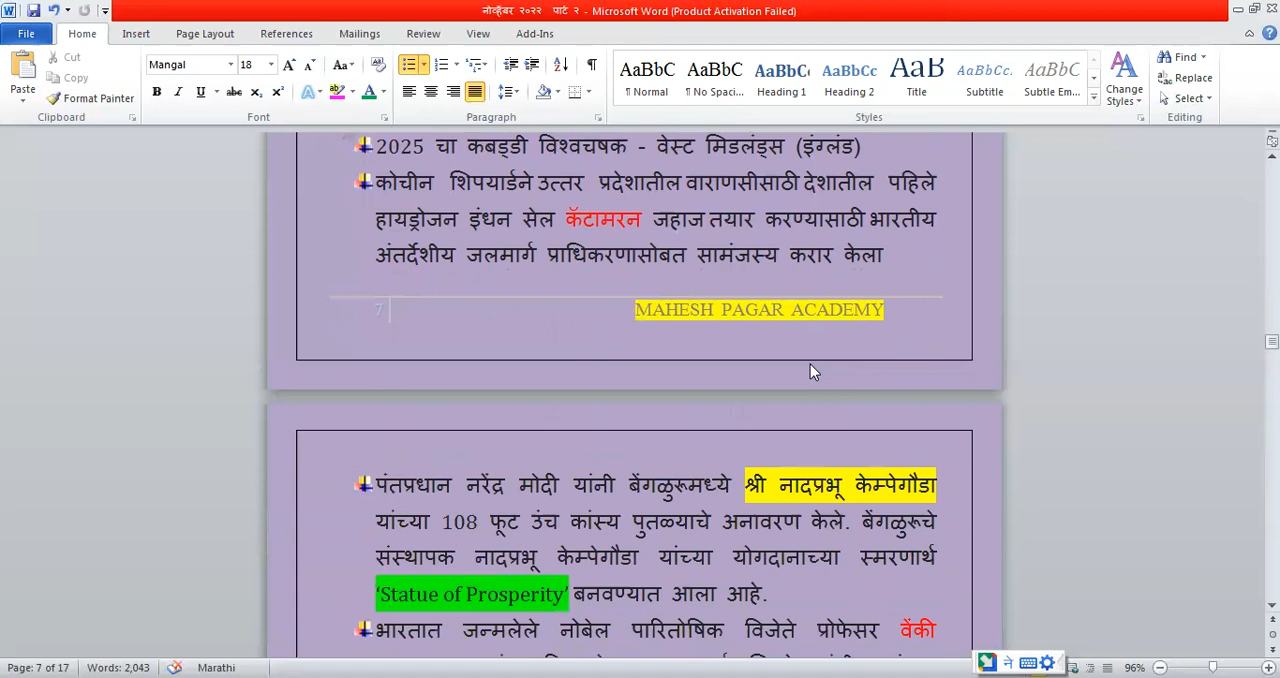 नोव्हेंबर २०२२ पार्ट २ - Microsoft Word (Product Activation Failed)
File Home Insert Page Layout References Mailings Review View Add-Ins
Paste
Cut
Copy
Format Painter
Clipboard
Mangal 18
Font
Paragraph
AaBbC AaBbC AaBbC AaBbCc AaB AaBbCc. AaBbC
¶ Normal ¶ No Spaci... Heading 1 Heading 2 Title Subtitle Subtle Em...
Change Styles
Styles
Find
Replace
Select
Editing
2025 चा कबड्डी विश्वचषक - वेस्ट मिडलंड्स (इंग्लंड)
कोचीन शिपयार्डने उत्तर प्रदेशातील वाराणसीसाठी देशातील पहिले
हायड्रोजन इंधन सेल कॅटामरन जहाज तयार करण्यासाठी भारतीय
अंतर्देशीय जलमार्ग प्राधिकरणासोबत सामंजस्य करार केला
7 MAHESH PAGAR ACADEMY
पंतप्रधान नरेंद्र मोदी यांनी बेंगळुरूमध्ये श्री नादप्रभू केम्पेगौडा
यांच्या 108 फूट उंच कांस्य पुतळ्याचे अनावरण केले. बेंगळुरूचे
संस्थापक नादप्रभू केम्पेगौडा यांच्या योगदानाच्या स्मरणार्थ
‘Statue of Prosperity’ बनवण्यात आला आहे.
भारतात जन्मलेले नोबेल पारितोषिक विजेते प्रोफेसर वेंकी
Page: 7 of 17 Words: 2,043 Marathi ने 96%